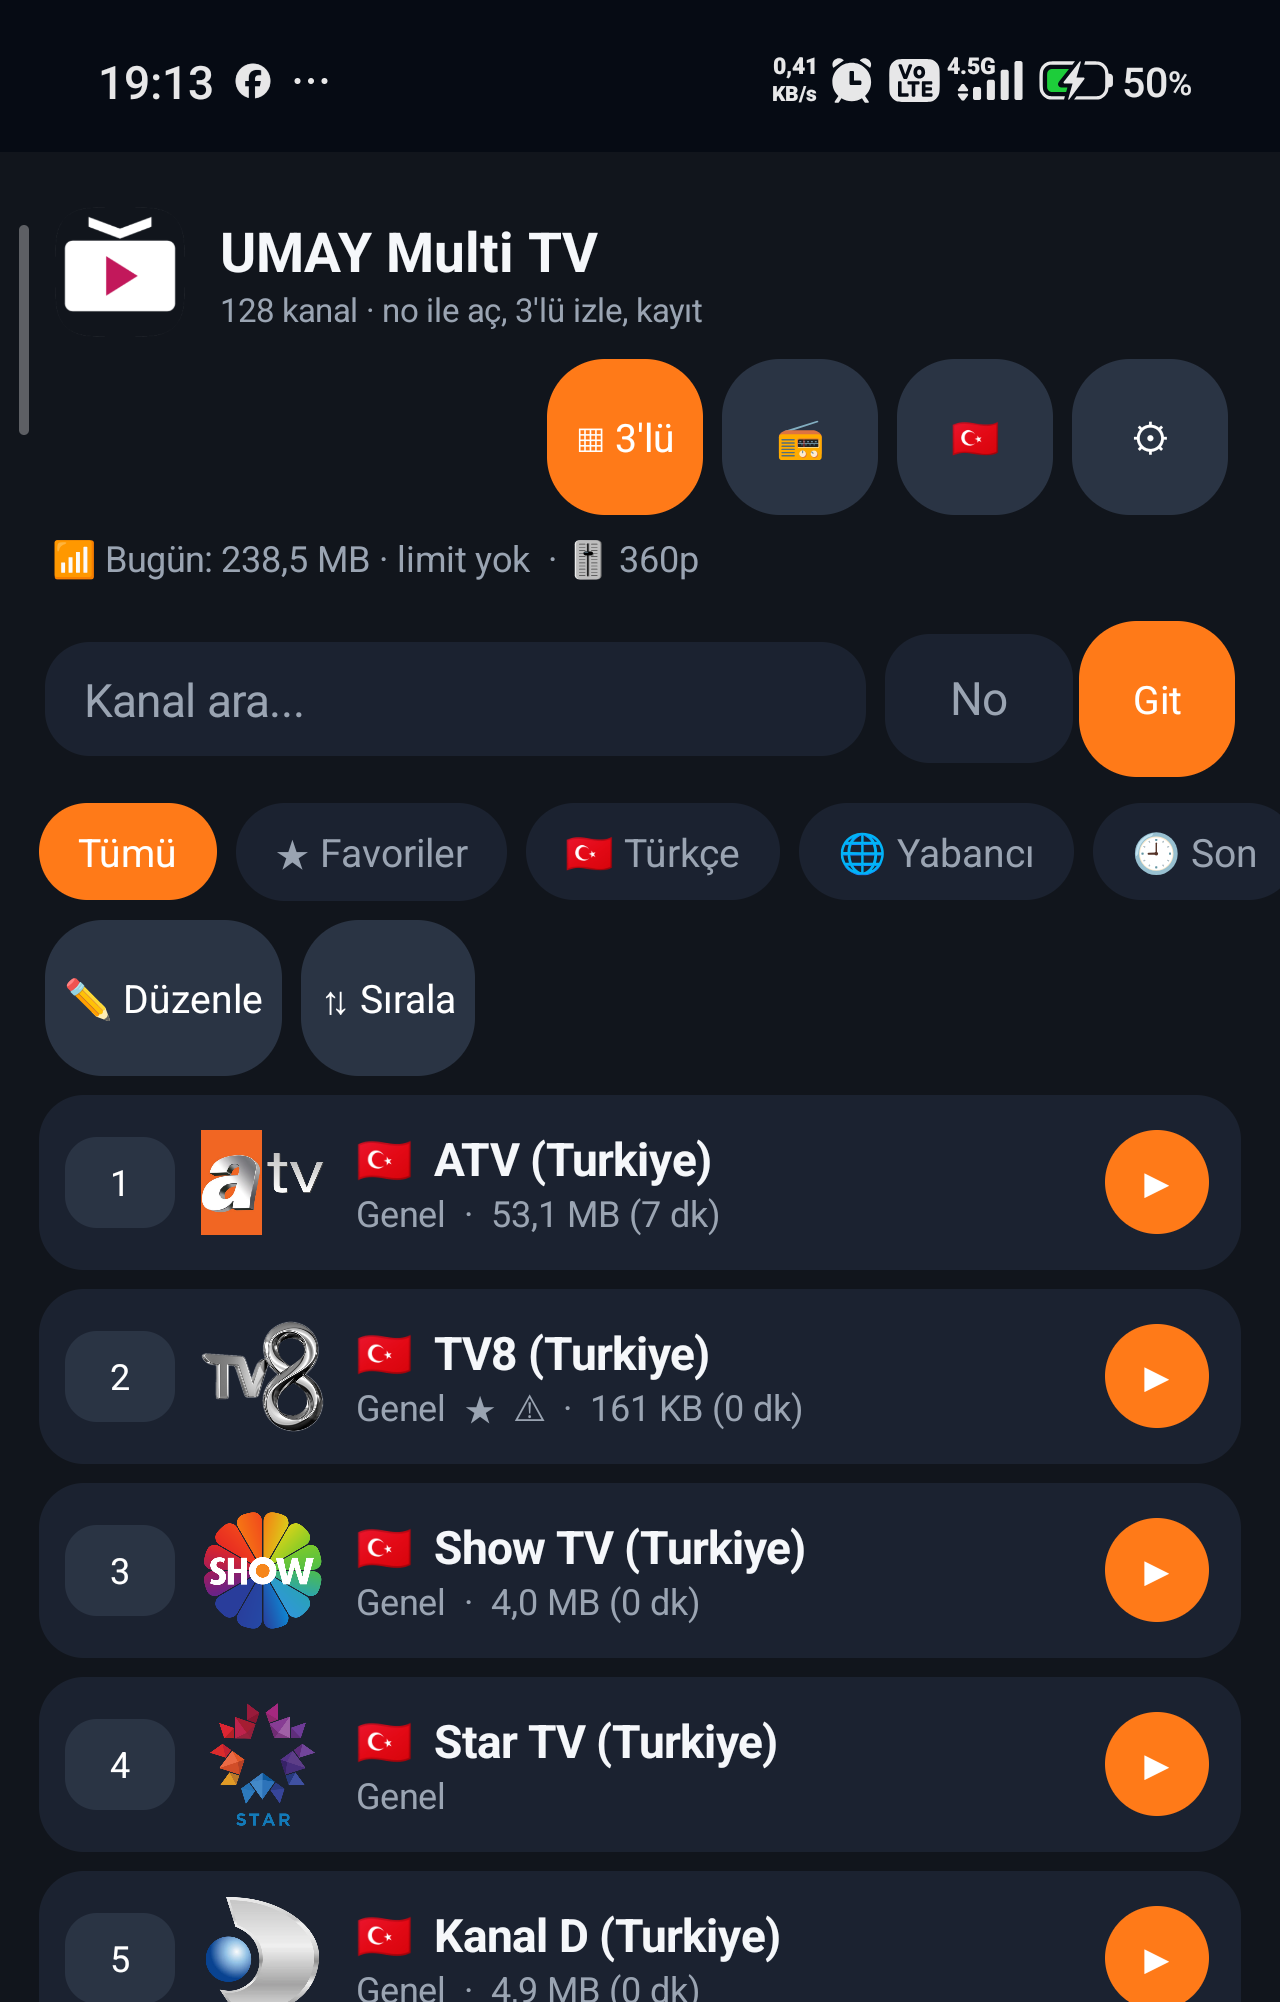 19:13 ... 0,41 KB/s Vo LTE 4.5G 50%
UMAY Multi TV
128 kanal · no ile aç, 3'lü izle, kayıt
▦ 3'lü
Bugün: 238,5 MB · limit yok · 360p
Kanal ara... No Git
Tümü ★ Favoriler Türkçe Yabancı Son
Düzenle ⇅ Sırala
1 atv ATV (Turkiye)
Genel · 53,1 MB (7 dk)
2 TV8 TV8 (Turkiye)
Genel ★ ⚠ · 161 KB (0 dk)
3 SHOW Show TV (Turkiye)
Genel · 4,0 MB (0 dk)
4 STAR Star TV (Turkiye)
Genel
5 Kanal D (Turkiye)
Genel · 4,9 MB (0 dk)